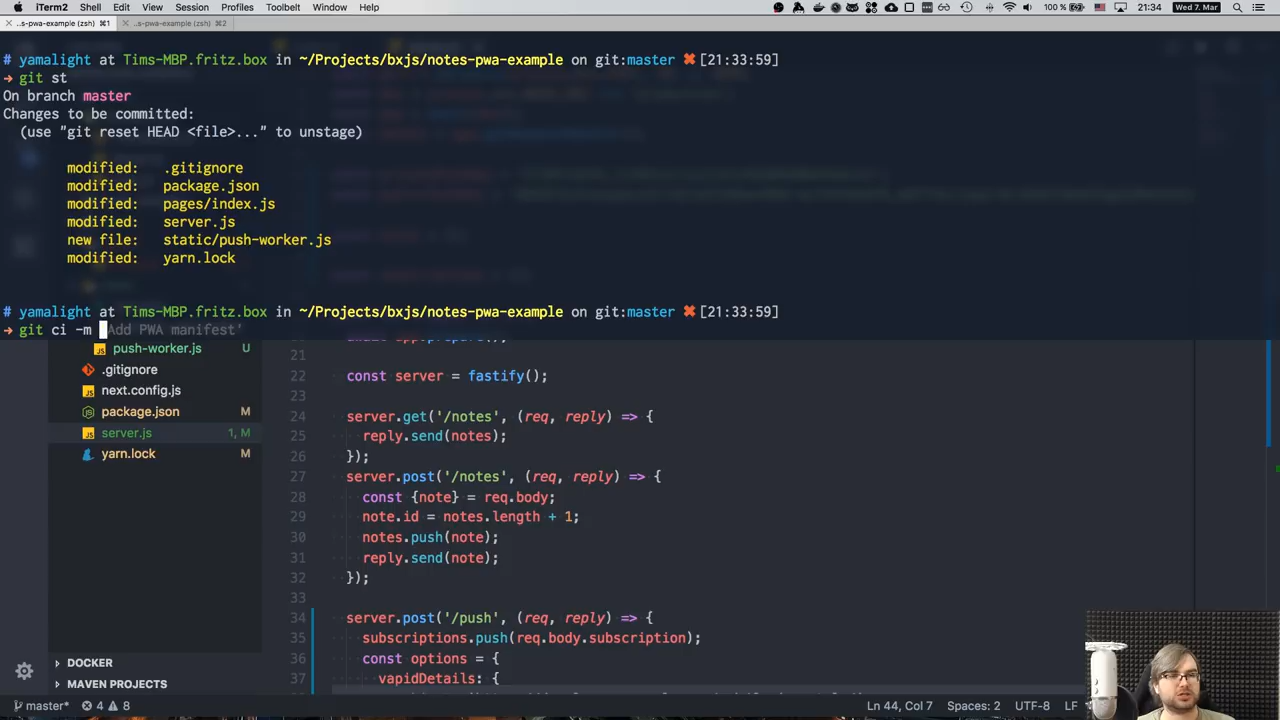 iTerm2 Shell Edit View Session Profiles Toolbelt Window Help 100 % 21:34 Wed 7. Mar
..s-pwa-example (zsh) ⌘1 ..s-pwa-example (zsh) ⌘2
# yamalight at Tims-MBP.fritz.box in ~/Projects/bxjs/notes-pwa-example on git:master ✖ [21:33:59]
→ git st
On branch master
Changes to be committed:
(use "git reset HEAD <file>..." to unstage)
modified: .gitignore
modified: package.json
modified: pages/index.js
modified: server.js
new file: static/push-worker.js
modified: yarn.lock
# yamalight at Tims-MBP.fritz.box in ~/Projects/bxjs/notes-pwa-example on git:master ✖ [21:33:59]
→ git ci -m 'Add PWA manifest'
JS push-worker.js U
.gitignore
JS next.config.js
package.json M
JS server.js 1, M
yarn.lock M
DOCKER
MAVEN PROJECTS
21
22 const server = fastify();
23
24 server.get('/notes', (req, reply) => {
25 reply.send(notes);
26 });
27 server.post('/notes', (req, reply) => {
28 const {note} = req.body;
29 note.id = notes.length + 1;
30 notes.push(note);
31 reply.send(note);
32 });
33
34 server.post('/push', (req, reply) => {
35 subscriptions.push(req.body.subscription);
36 const options = {
37 vapidDetails: {
master* 4 8 Ln 44, Col 7 Spaces: 2 UTF-8 LF